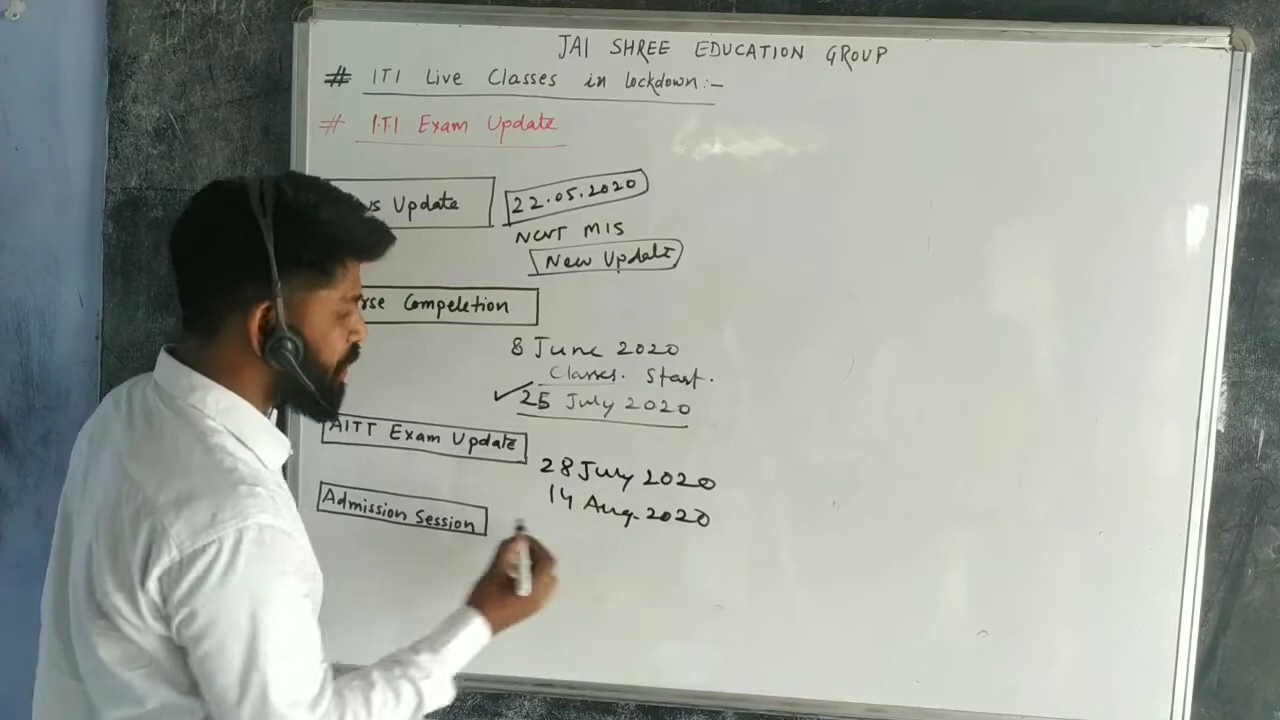 JAI SHREE EDUCATION GROUP
# ITI Live Classes in lockdown:-
# I.T.I Exam Update
Update 22.05.2020
NCVT MIS
New Update
Compeletion
8 June 2020
Classes. Start.
✓25 July 2020
AITT Exam Update
28 July 2020
Admission Session
14 Aug. 2020